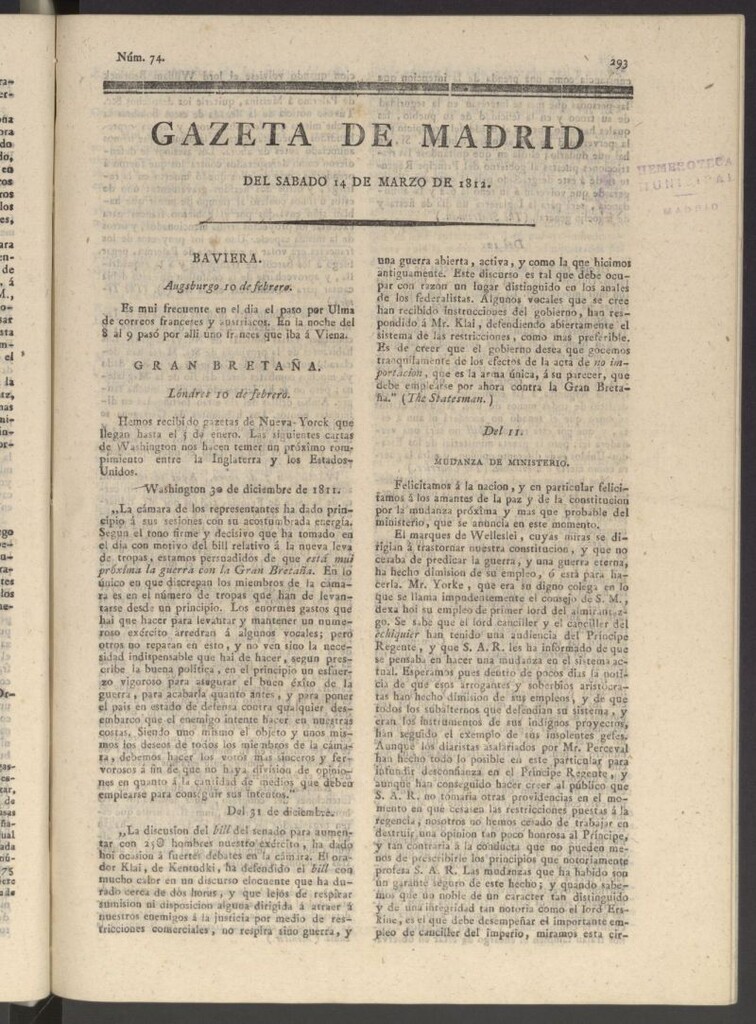 Núm. 74.
293
GAZETA DE MADRID
DEL SABADO 14 DE MARZO DE 1812.
HEMEROTECA
MUNICIPAL
MADRID
BAVIERA.
Augsburgo 10 de febrero.
Es mui frecuente en el dia el paso por Ulma
de correos franceses y austriacos. En la noche del
8 al 9 pasó por alli uno frances que iba á Viena.
GRAN BRETAÑA.
Lóndres 10 de febrero.
Hemos recibido gazetas de Nueva-Yorck que
llegan hasta el 3 de enero. Las siguientes cartas
de Washington nos hacen temer un próximo rom-
pimiento entre la Inglaterra y los Estados-
Unidos.
Washington 30 de diciembre de 1811.
„La cámara de los representantes ha dado prin-
cipio á sus sesiones con su acostumbrada energía.
Segun el tono firme y decisivo que ha tomado en
el dia con motivo del bill relativo á la nueva leva
de tropas, estamos persuadidos de que está mui
próxîma la guerra con la Gran Bretaña. En lo
único en que discrepan los miembros de la cáma-
ra es en el número de tropas que han de levan-
tarse desde un principio. Los enormes gastos que
hai que hacer para levantar y mantener un nume-
roso exército arredran á algunos vocales; pero
otros no reparan en esto, y no ven sino la nece-
sidad indispensable que hai de hacer, segun pres-
cribe la buena política, en el principio un esfuer-
zo vigoroso para asegurar el buen éxîto de la
guerra, para acabarla quanto ántes, y para poner
el pais en estado de defensa contra qualquier des-
embarco que el enemigo intente hacer en nuestras
costas. Siendo uno mismo el objeto y unos mis-
mos los deseos de todos los miembros de la cáma-
ra, debemos hacer los votos mas sinceros y fer-
vorosos á fin de que no haya division de opinio-
nes en quanto á la cantidad de medios que deben
emplearse para conseguir sus intentos."
Del 31 de diciembre.
„La discusion del bill del senado para aumen-
tar con 25@ hombres nuestro exército, ha dado
hoi ocasion á fuertes debates en la cámara. El ora-
dor Klai, de Kentucki, ha defendido el bill con
mucho calor en un discurso eloquente que ha du-
rado cerca de dos horas, y que lejos de respirar
sumision ni disposicion alguna dirigida á atraer á
nuestros enemigos á la justicia por medio de res-
tricciones comerciales, no respira sino guerra, y
una guerra abierta, activa, y como la que hicimos
antiguamente. Este discurso es tal que debe ocu-
par con razon un lugar distinguido en los anales
de los federalistas. Algunos vocales que se cree
han recibido instrucciones del gobierno, han res-
pondido á Mr. Klai, defendiendo abiertamente el
sistema de las restricciones, como mas preferible.
Es de creer que el gobierno desea que gocemos
tranquilamente de los efectos de la acta de no im-
portacion, que es la arma única, á su parecer, que
debe emplearse por ahora contra la Gran Breta-
ña." (The Statesman.)
Del 11.
MUDANZA DE MINISTERIO.
Felicitamos á la nacion, y en particular felici-
tamos á los amantes de la paz y de la constitucion
por la mudanza próxîma y mas que probable del
ministerio, que se anuncia en este momento.
El marques de Welleslei, cuyas miras se di-
rigian á trastornar nuestra constitucion, y que no
cesaba de predicar la guerra, y una guerra eterna,
ha hecho dimision de su empleo, ó está para ha-
cerla. Mr. Yorke, que era su digno colega en lo
que se llama impudentemente el consejo de S. M.,
dexa hoi su empleo de primer lord del almirantaz-
go. Se sabe que el lord canciller y el canciller del
échiquier han tenido una audiencia del Príncipe
Regente, y que S. A. R. les ha informado de que
se pensaba en hacer una mudanza en el sistema ac-
tual. Esperamos pues dentro de pocos dias la noti-
cia de que esos arrogantes y soberbios aristócra-
tas han hecho dimision de sus empleos, y de que
todos los subalternos que defendian su sistema, y
eran los instrumentos de sus indignos proyectos,
han seguido el exemplo de sus insolentes gefes.
Aunque los diaristas asalariados por Mr. Perceval
han hecho todo lo posible en este particular para
infundir desconfianza en el Príncipe Regente, y
aunque han conseguido hacer creer al público que
S. A. R. no tomaria otras providencias en el mo-
mento en que cesasen las restricciones puestas á la
regencia, nosotros no hemos cesado de trabajar en
destruir una opinion tan poco honrosa al Príncipe,
y tan contraria á la conducta que no pueden me-
nos de prescribirle los principios que notoriamente
profesa S. A. R. Las mudanzas que ha habido son
un garante seguro de este hecho; y quando sabe-
mos que un noble de un caracter tan distinguido
y de una integridad tan notoria como el lord Ers-
kine, es el que debe desempeñar el importante em-
pleo de canciller del imperio, miramos esta cir-